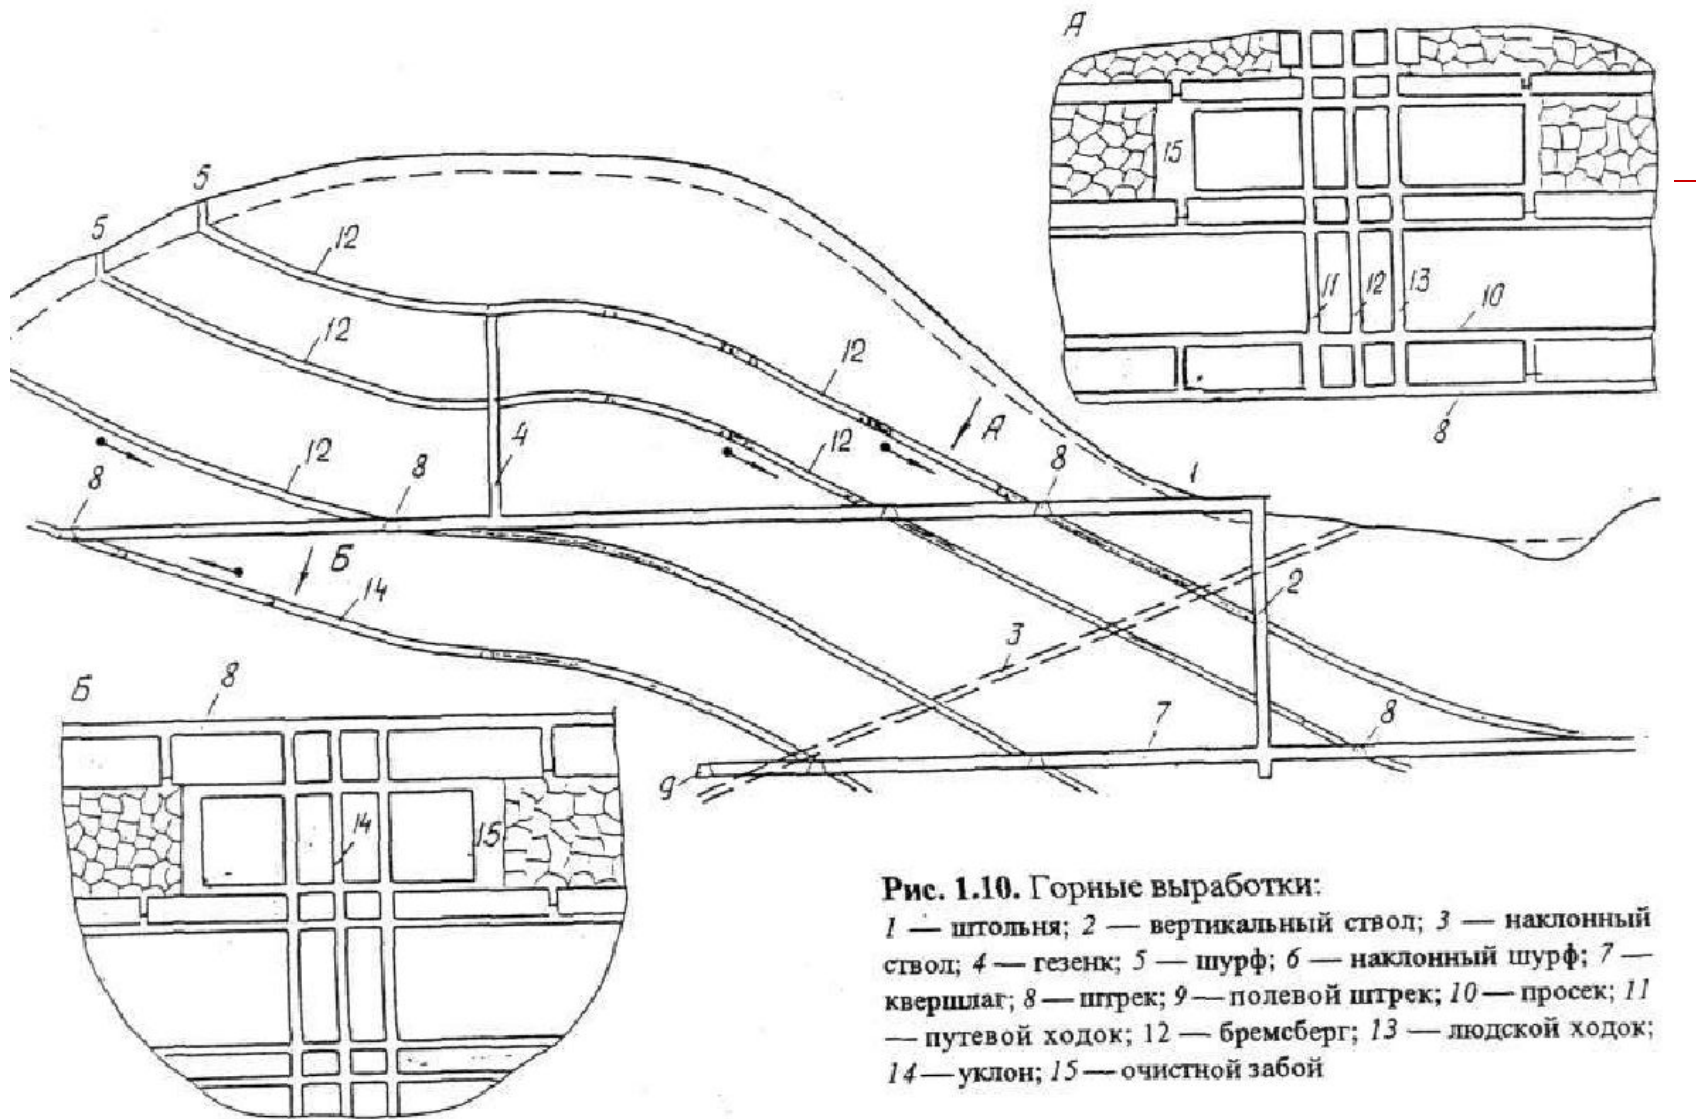 А
15
11
12
13
10
8
5
5
12
12
12
А
4
12
12
8
8
8
1
Б
14
2
3
8
7
9
Б
8
14
15
Рис. 1.10. Горные выработки:
1 — штольня; 2 — вертикальный ствол; 3 — наклонный
ствол; 4 — гезенк; 5 — шурф; 6 — наклонный шурф; 7 —
квершлаг; 8 — штрек; 9 — полевой штрек; 10 — просек; 11
— путевой ходок; 12 — бремсберг; 13 — людской ходок;
14 — уклон; 15 — очистной забой